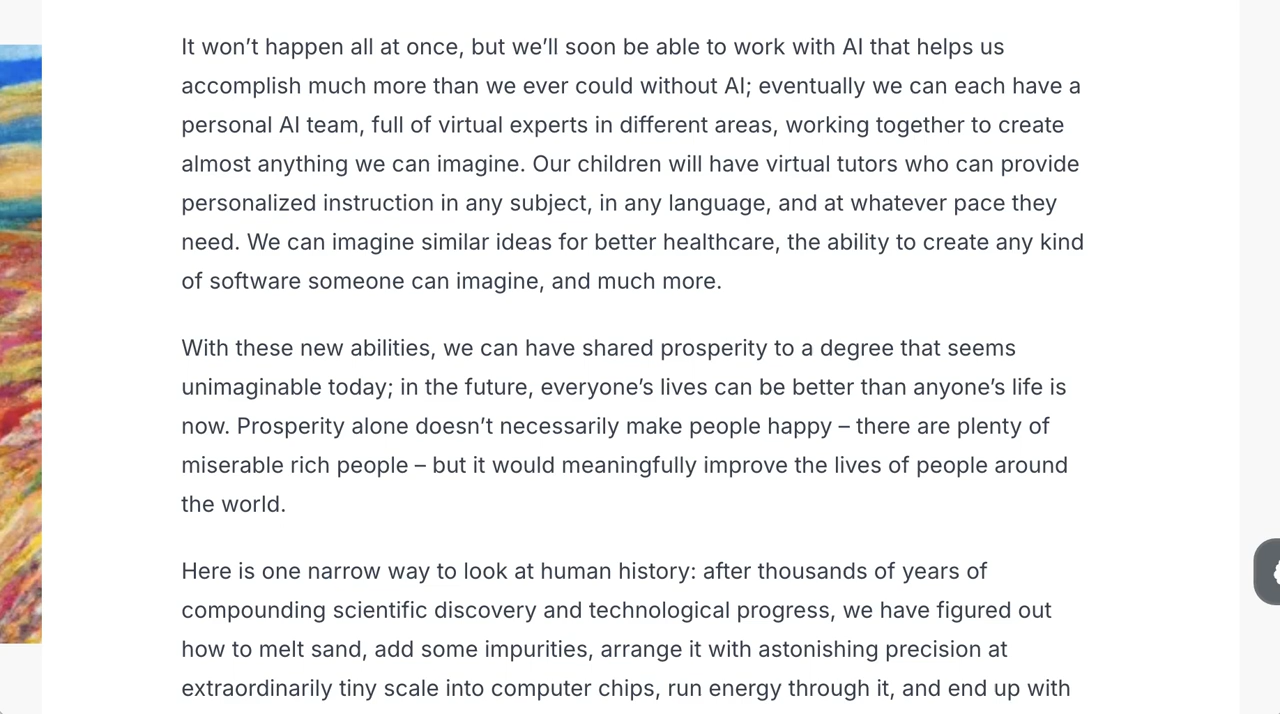 It won’t happen all at once, but we’ll soon be able to work with AI that helps us
accomplish much more than we ever could without AI; eventually we can each have a
personal AI team, full of virtual experts in different areas, working together to create
almost anything we can imagine. Our children will have virtual tutors who can provide
personalized instruction in any subject, in any language, and at whatever pace they
need. We can imagine similar ideas for better healthcare, the ability to create any kind
of software someone can imagine, and much more.
With these new abilities, we can have shared prosperity to a degree that seems
unimaginable today; in the future, everyone’s lives can be better than anyone’s life is
now. Prosperity alone doesn’t necessarily make people happy – there are plenty of
miserable rich people – but it would meaningfully improve the lives of people around
the world.
Here is one narrow way to look at human history: after thousands of years of
compounding scientific discovery and technological progress, we have figured out
how to melt sand, add some impurities, arrange it with astonishing precision at
extraordinarily tiny scale into computer chips, run energy through it, and end up with